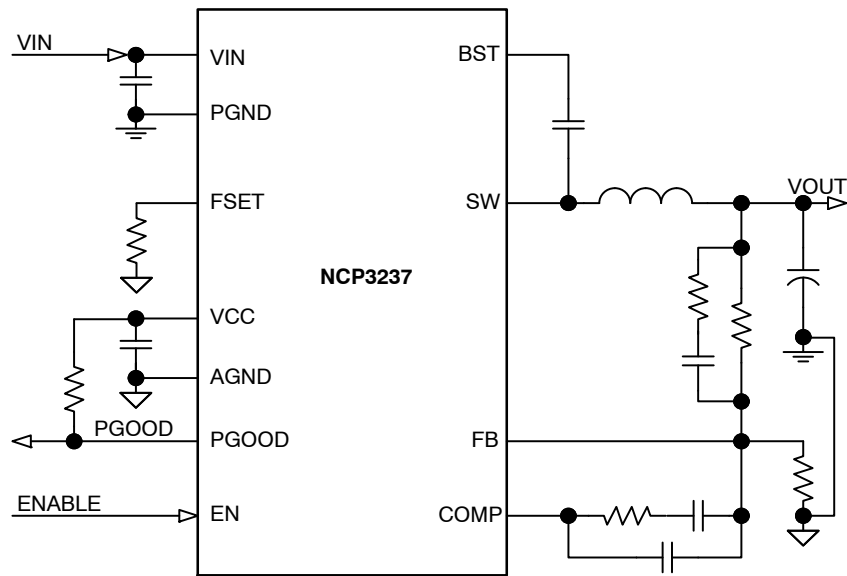 VIN
VIN
PGND
FSET
VCC
AGND
PGOOD
PGOOD
ENABLE
EN
NCP3237
BST
SW
VOUT
FB
COMP